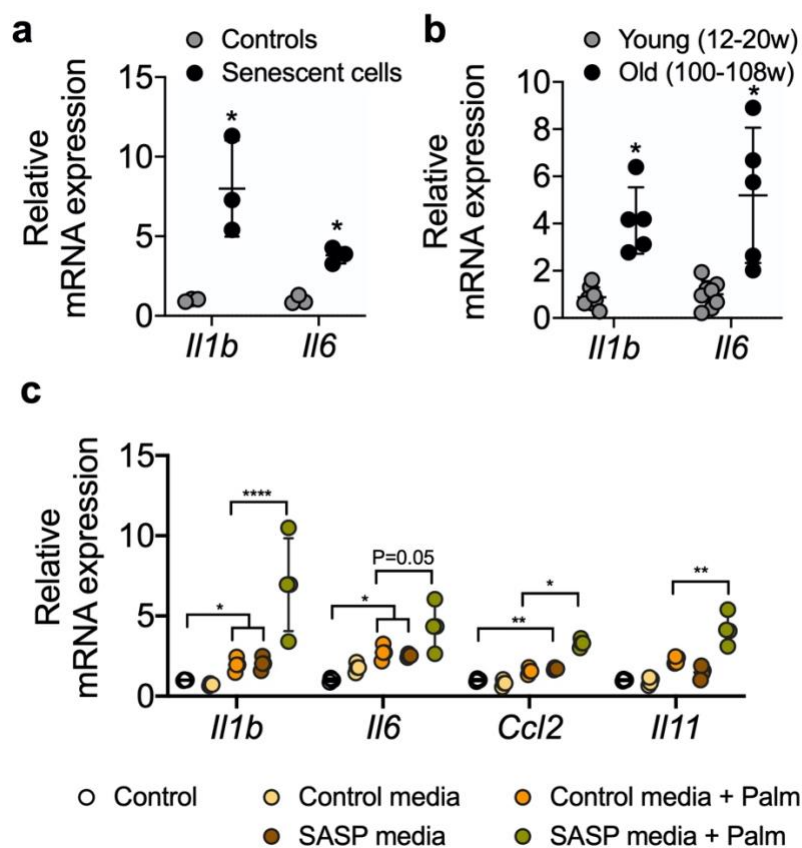 a
Controls
Senescent cells
Relative
mRNA expression
15
10
5
0
*
*
Il1b
Il6
b
Young (12-20w)
Old (100-108w)
Relative
mRNA expression
10
8
6
4
2
0
*
*
Il1b
Il6
c
Relative
mRNA expression
15
10
5
0
*
****
*
P=0.05
**
*
**
Il1b
Il6
Ccl2
Il11
Control
Control media
Control media + Palm
SASP media
SASP media + Palm